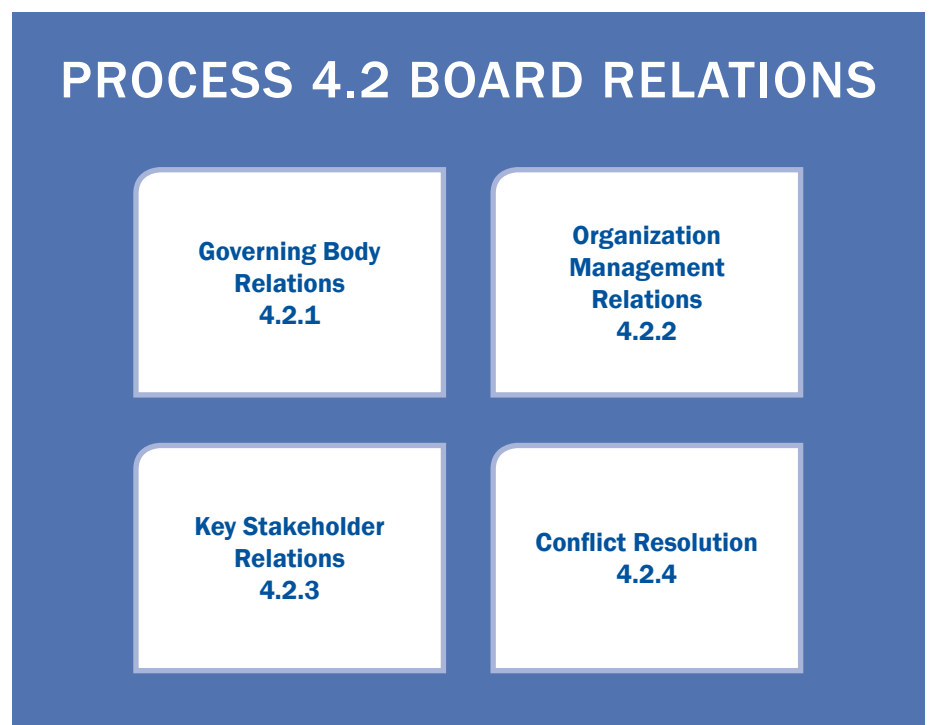 PROCESS 4.2 BOARD RELATIONS
Governing Body
Relations
4.2.1
Organization
Management
Relations
4.2.2
Key Stakeholder
Relations
4.2.3
Conflict Resolution
4.2.4